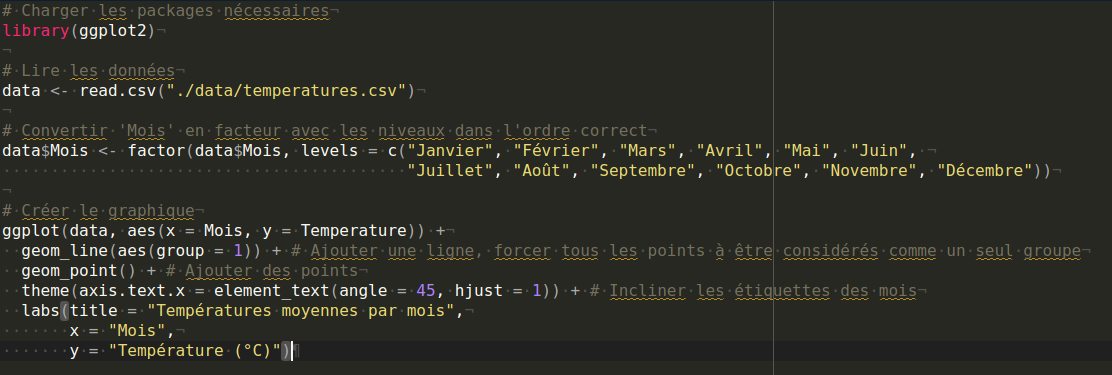 # Charger les packages nécessaires
library(ggplot2)
# Lire les données
data <- read.csv("./data/temperatures.csv")
# Convertir 'Mois' en facteur avec les niveaux dans l'ordre correct
data$Mois <- factor(data$Mois, levels = c("Janvier", "Février", "Mars", "Avril", "Mai", "Juin",
"Juillet", "Août", "Septembre", "Octobre", "Novembre", "Décembre"))
# Créer le graphique
ggplot(data, aes(x = Mois, y = Temperature)) +
  geom_line(aes(group = 1)) + # Ajouter une ligne, forcer tous les points à être considérés comme un seul groupe
  geom_point() + # Ajouter des points
  theme(axis.text.x = element_text(angle = 45, hjust = 1)) + # Incliner les étiquettes des mois
  labs(title = "Températures moyennes par mois",
       x = "Mois",
       y = "Température (°C)")